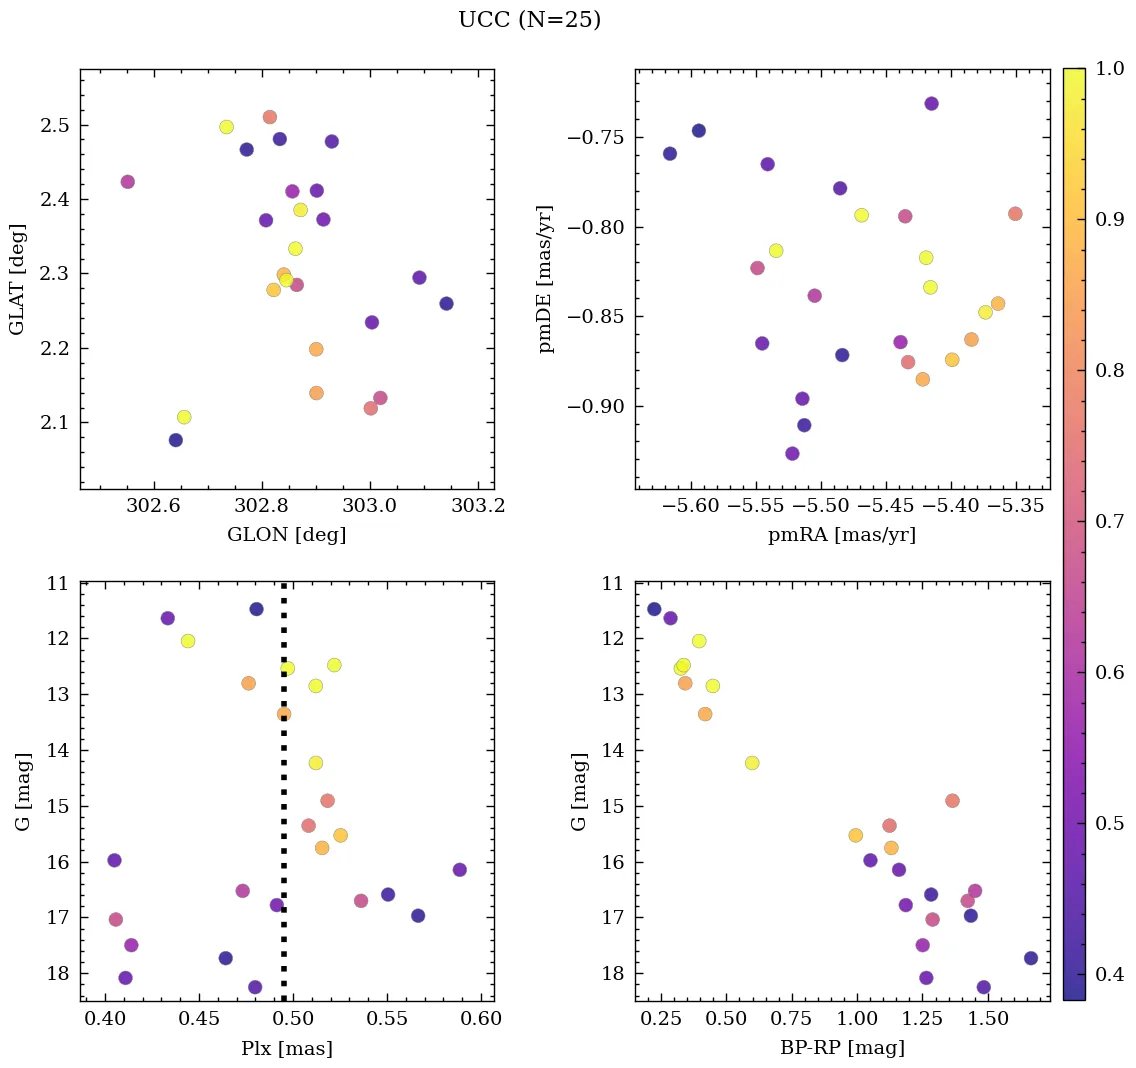 UCC (N=25)
2.5
2.4
2.3
2.2
2.1
GLAT [deg]
302.6 302.8 303.0 303.2
GLON [deg]
−0.75
−0.80
−0.85
−0.90
pmDE [mas/yr]
−5.60 −5.55 −5.50 −5.45 −5.40 −5.35
pmRA [mas/yr]
1.0
0.9
0.8
0.7
0.6
0.5
0.4
11
12
13
14
15
16
17
18
G [mag]
0.40 0.45 0.50 0.55 0.60
Plx [mas]
11
12
13
14
15
16
17
18
G [mag]
0.25 0.50 0.75 1.00 1.25 1.50
BP-RP [mag]